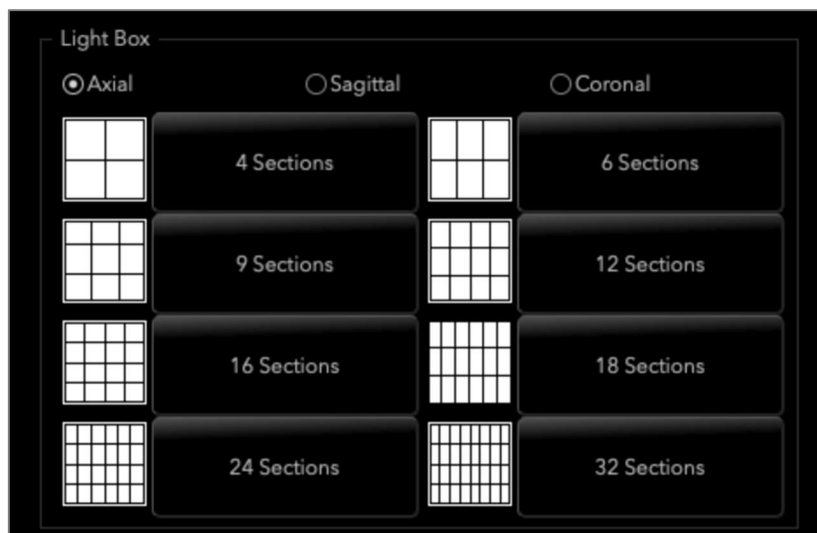 Light Box
Axial Sagittal Coronal
4 Sections 6 Sections
9 Sections 12 Sections
16 Sections 18 Sections
24 Sections 32 Sections